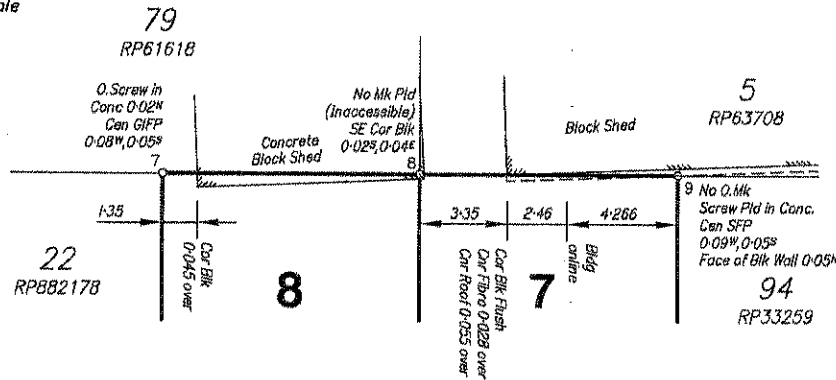 79
RP61618
O.Screw in
Conc 0·02ᴺ
Cen GIFP
0·08ᵂ,0·05ˢ
7
Concrete
Block Shed
No Mk Pld
(Inaccessible)
SE Cor Blk
0·02ˢ,0·04ᴱ
8
Block Shed
5
RP63708
9
No O.Mk
Screw Pld in Conc.
Cen SFP
0·09ᵂ,0·05ˢ
Face of Blk Wall 0·05ᴺ
1·35
3·35
2·46
4·266
22
RP882178
Cor Blk
0·045 over
8
Cor Blk Flush
Cnr Fibro 0·028 over
Cnr Roof 0·055 over
Bldg
online
7
94
RP33259